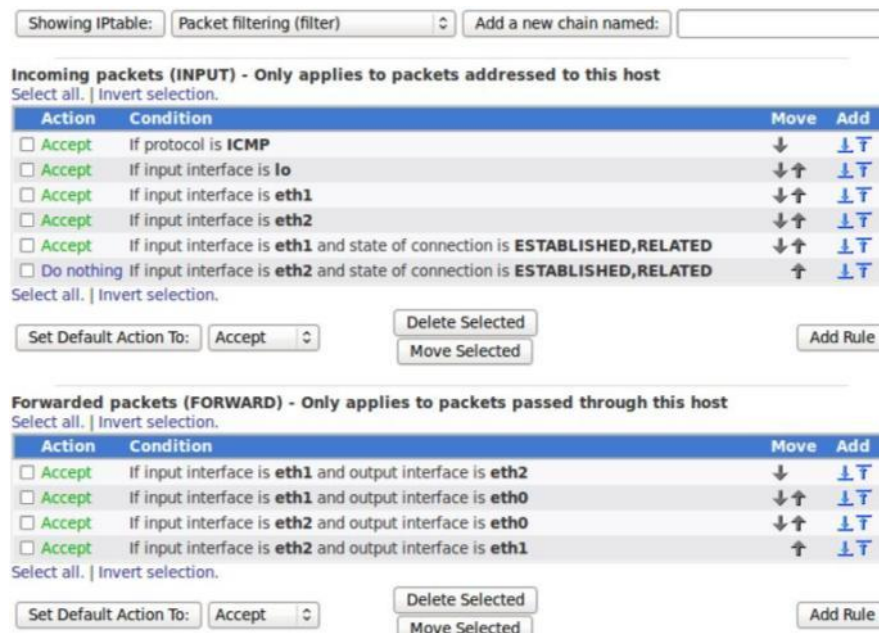 Showing IPtable: Packet filtering (filter) Add a new chain named:
Incoming packets (INPUT) - Only applies to packets addressed to this host
Select all. | Invert selection.
Action Condition Move Add
Accept If protocol is ICMP
Accept If input interface is lo
Accept If input interface is eth1
Accept If input interface is eth2
Accept If input interface is eth1 and state of connection is ESTABLISHED,RELATED
Do nothing If input interface is eth2 and state of connection is ESTABLISHED,RELATED
Select all. | Invert selection.
Set Default Action To: Accept Delete Selected Add Rule
Move Selected
Forwarded packets (FORWARD) - Only applies to packets passed through this host
Select all. | Invert selection.
Action Condition Move Add
Accept If input interface is eth1 and output interface is eth2
Accept If input interface is eth1 and output interface is eth0
Accept If input interface is eth2 and output interface is eth0
Accept If input interface is eth2 and output interface is eth1
Select all. | Invert selection.
Set Default Action To: Accept Delete Selected Add Rule
Move Selected